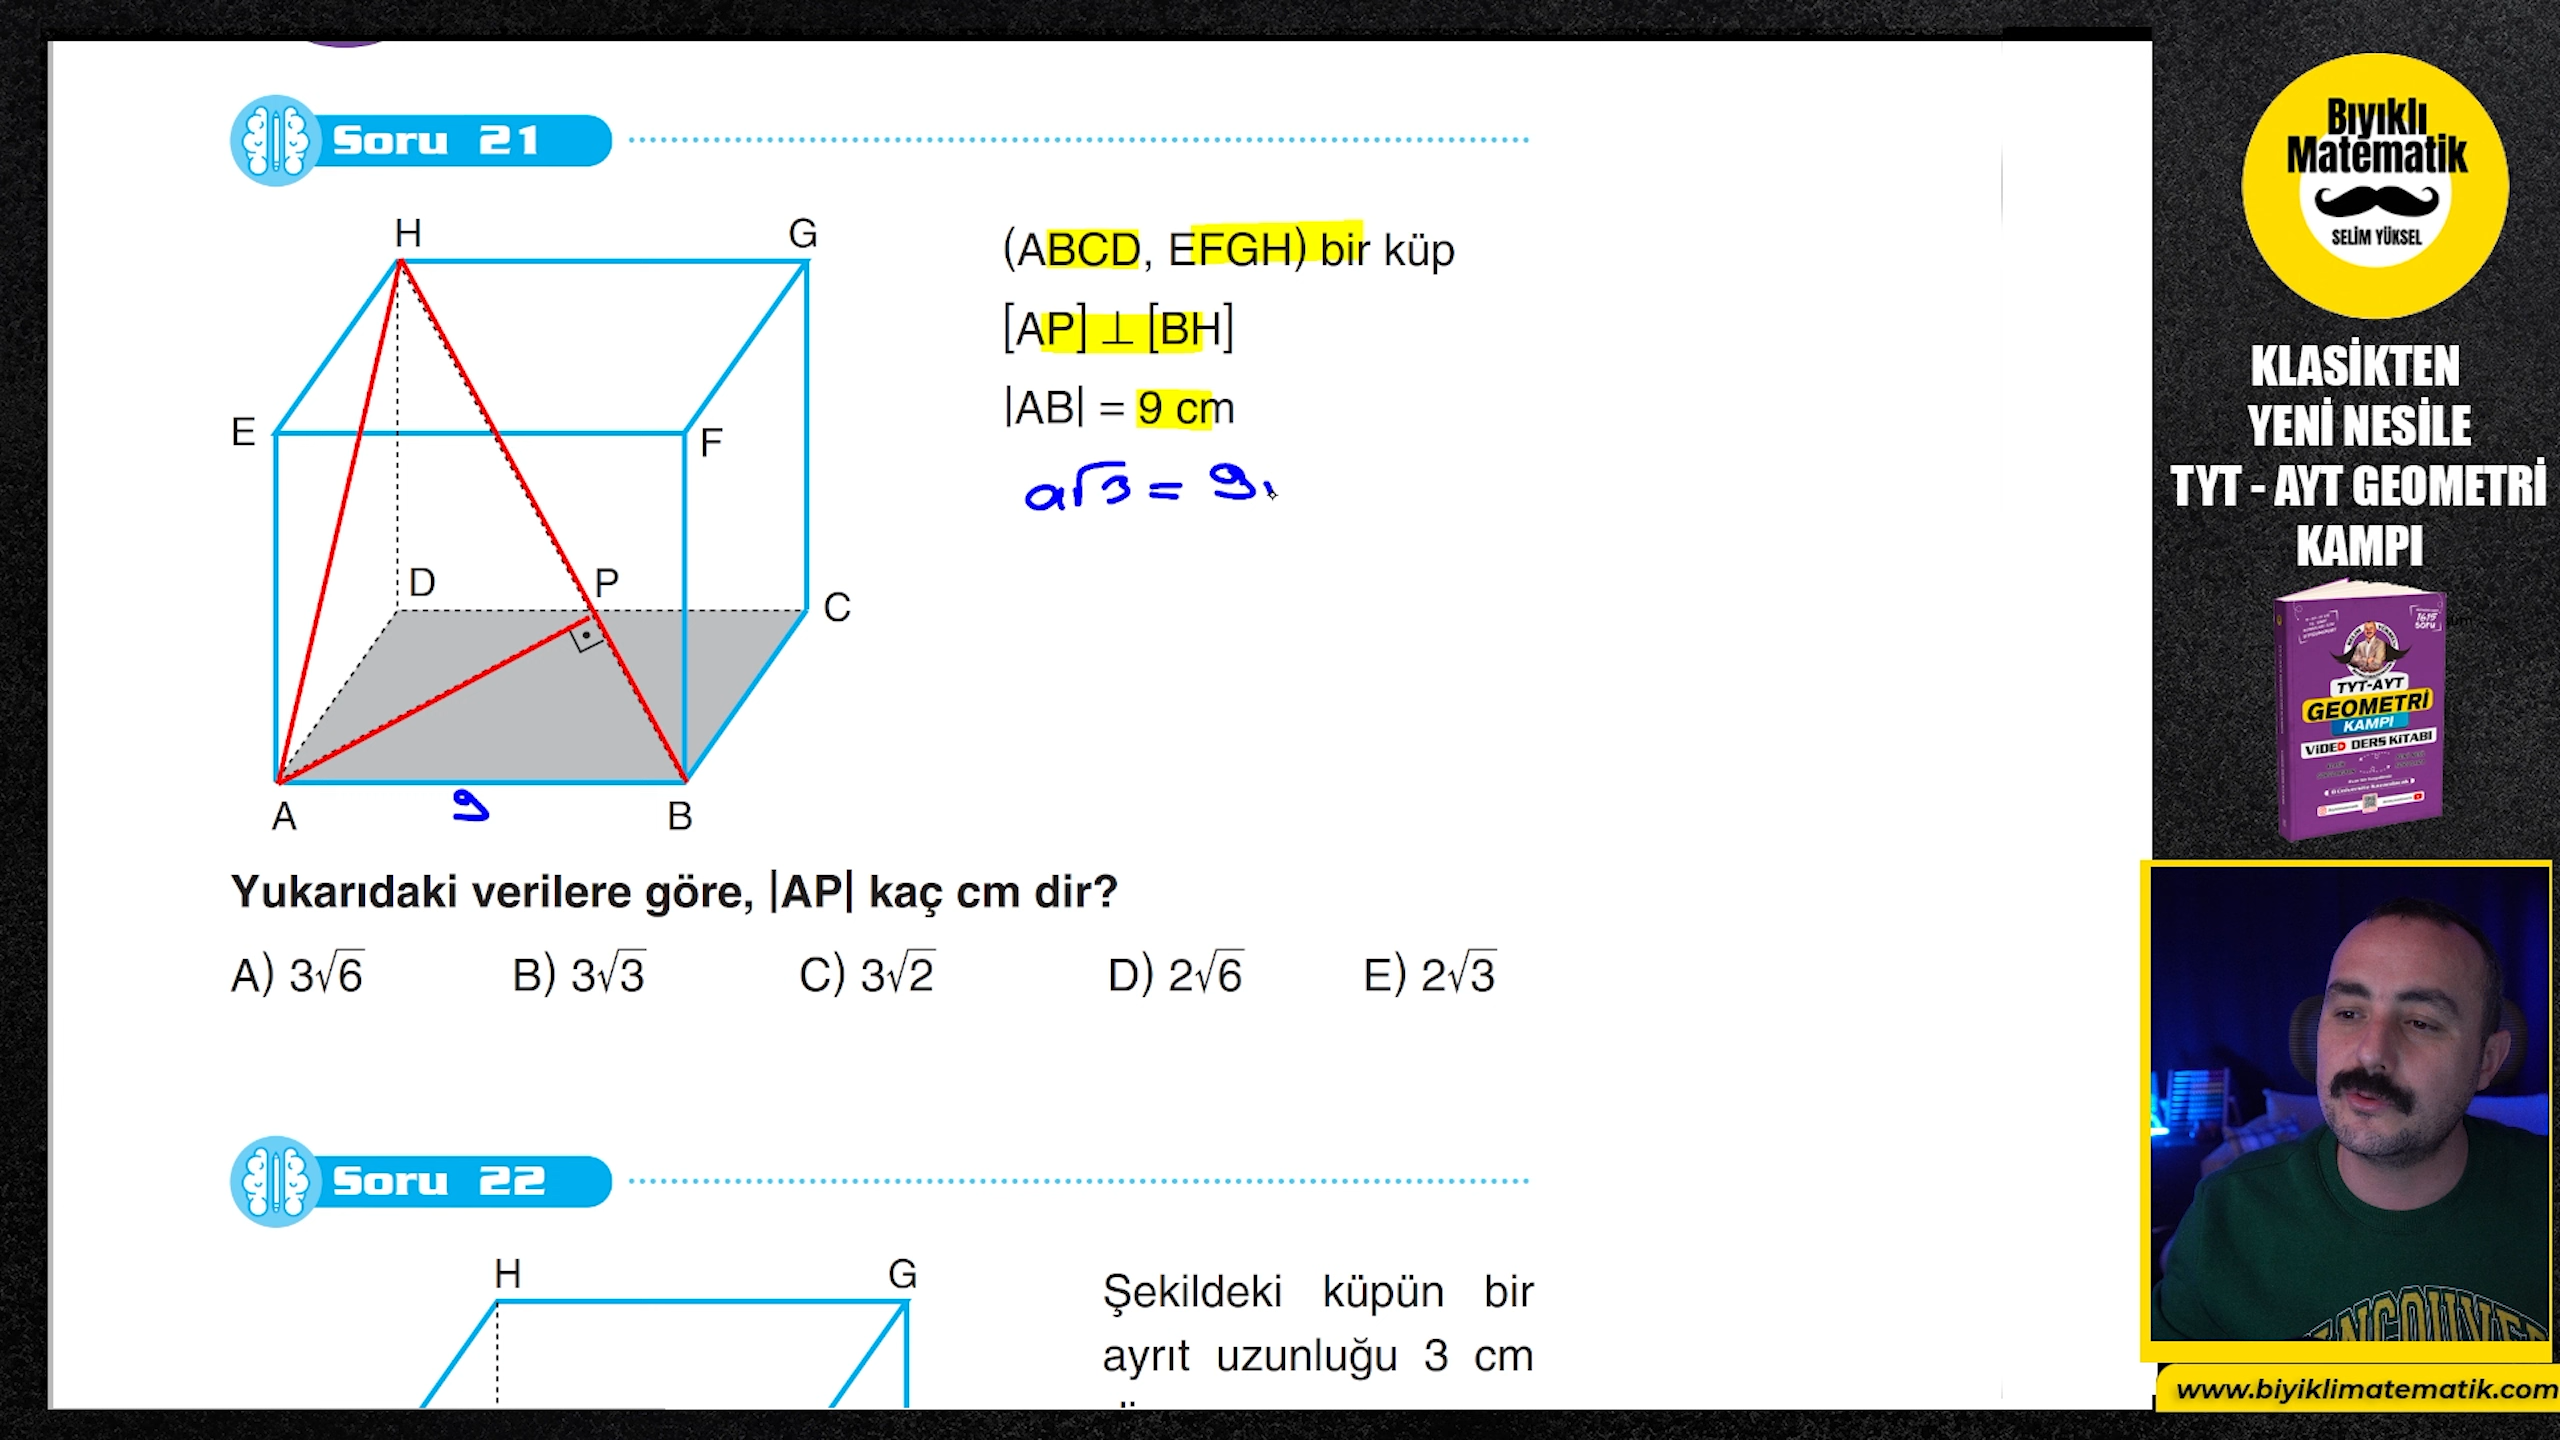 Soru 21
H
G
E
F
D
P
C
A
9
B
(ABCD, EFGH) bir küp
[AP] ⊥ [BH]
|AB| = 9 cm
a√3 = 9
Yukarıdaki verilere göre, |AP| kaç cm dir?
A) 3√6 B) 3√3 C) 3√2 D) 2√6 E) 2√3
Soru 22
H
G
Şekildeki küpün bir
ayrıt uzunluğu 3 cm
Bıyıklı
Matematik
SELİM YÜKSEL
KLASİKTEN
YENİ NESİLE
TYT - AYT GEOMETRİ
KAMPI
1615
soru
TYT-AYT
GEOMETRİ
KAMPI
VİDEO DERS KİTABI
www.biyiklimatematik.com